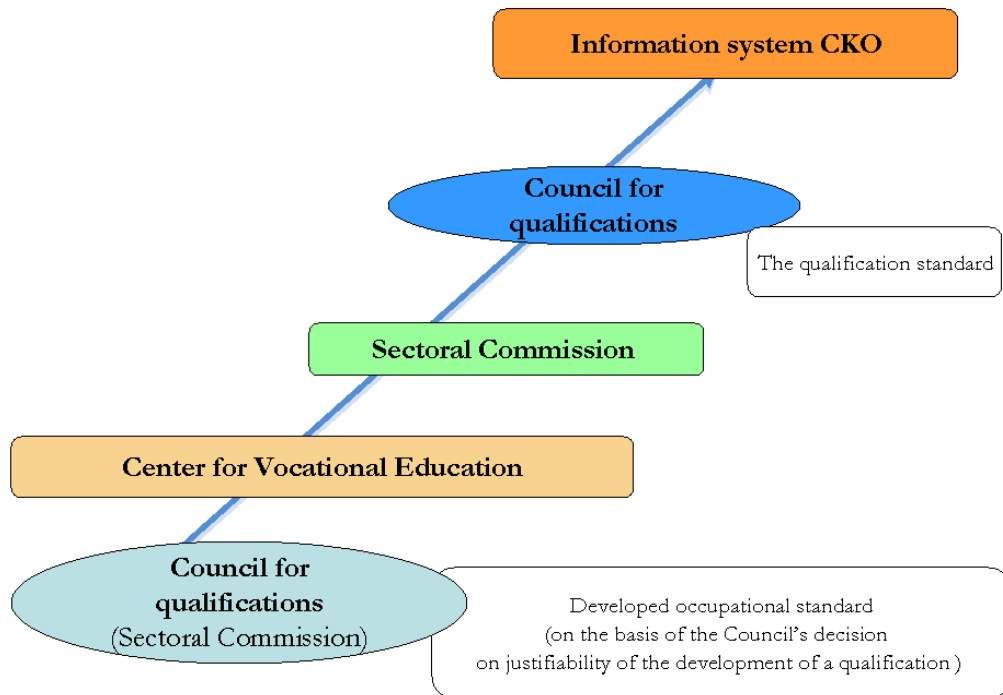 Information system CKO
Council for
qualifications
The qualification standard
Sectoral Commission
Center for Vocational Education
Council for
qualifications
(Sectoral Commission)
Developed occupational standard
(on the basis of the Council's decision
on justifiability of the development of a qualification )